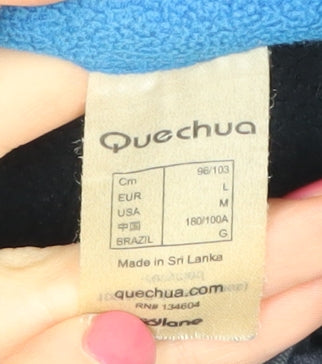 Quechua
Cm 96/103
EUR L
USA M
中国 180/100A
BRAZIL G
Made in Sri Lanka
quechua.com
RN# 134604